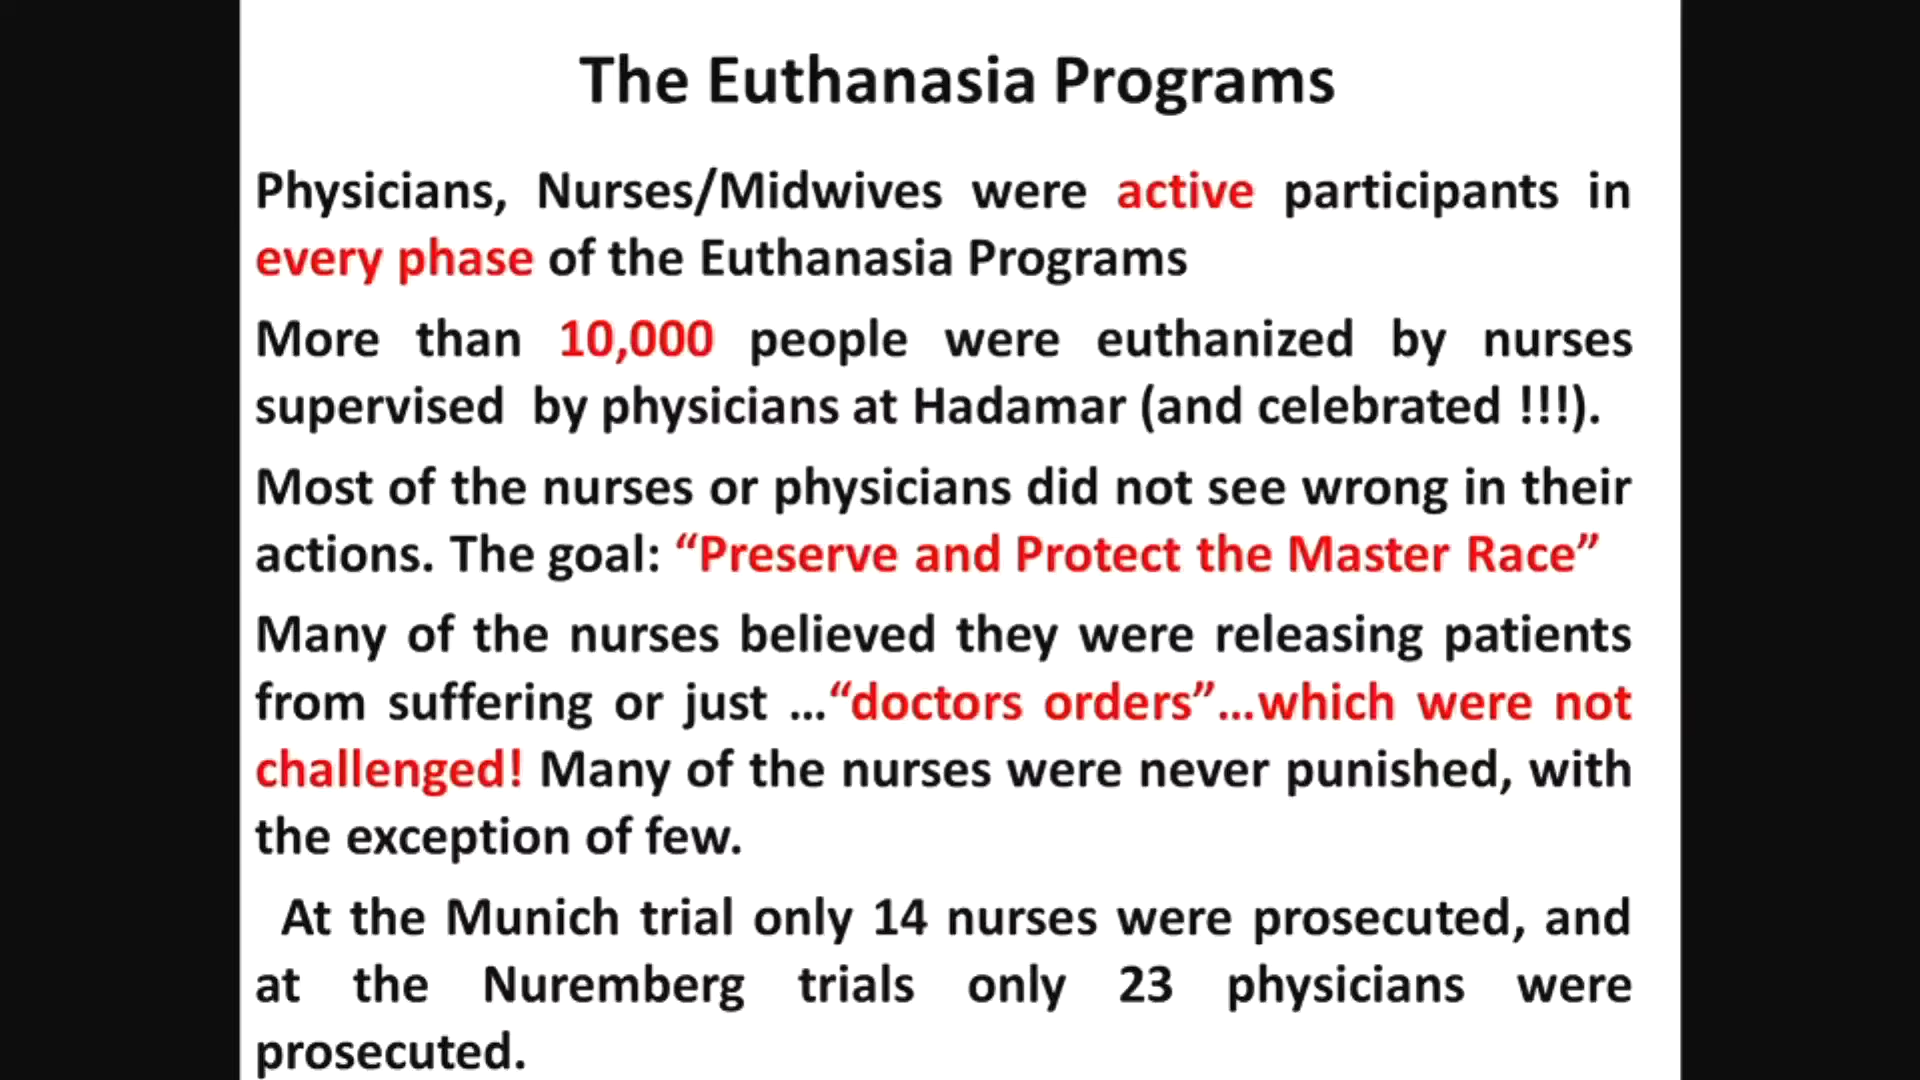 The Euthanasia Programs
Physicians, Nurses/Midwives were active participants in
every phase of the Euthanasia Programs
More than 10,000 people were euthanized by nurses
supervised by physicians at Hadamar (and celebrated !!!).
Most of the nurses or physicians did not see wrong in their
actions. The goal: “Preserve and Protect the Master Race”
Many of the nurses believed they were releasing patients
from suffering or just …“doctors orders”…which were not
challenged! Many of the nurses were never punished, with
the exception of few.
At the Munich trial only 14 nurses were prosecuted, and
at the Nuremberg trials only 23 physicians were
prosecuted.